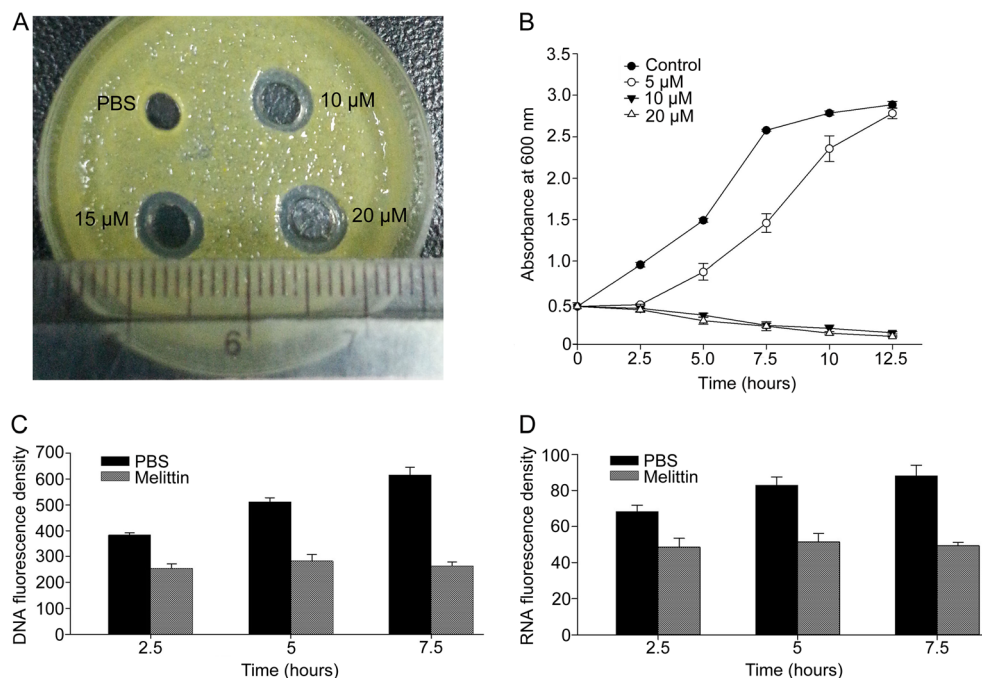 A
PBS
10 µM
15 µM
20 µM
6
B
3.5
3.0
2.5
2.0
1.5
1.0
0.5
0
Absorbance at 600 nm
Control
5 µM
10 µM
20 µM
0 2.5 5.0 7.5 10 12.5
Time (hours)
C
700
600
500
400
300
200
100
0
DNA fluorescence density
PBS
Melittin
2.5 5 7.5
Time (hours)
D
100
80
60
40
20
0
RNA fluorescence density
PBS
Melittin
2.5 5 7.5
Time (hours)